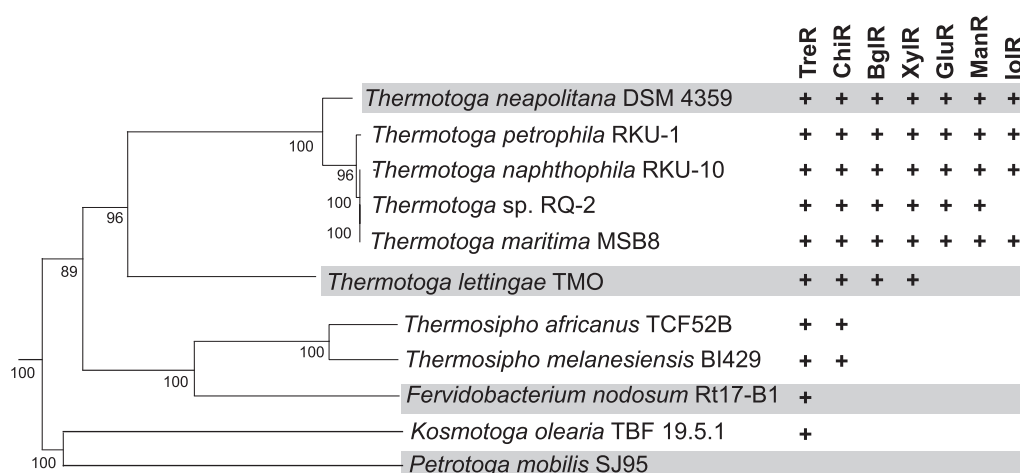 TreR ChiR BglR XylR GluR ManR IolR
Thermotoga neapolitana DSM 4359 + + + + + + +
100
Thermotoga petrophila RKU-1 + + + + + + +
96
Thermotoga naphthophila RKU-10 + + + + + + +
100
Thermotoga sp. RQ-2 + + + + + +
96
100
Thermotoga maritima MSB8 + + + + + + +
89
Thermotoga lettingae TMO + + + +
Thermosipho africanus TCF52B + +
100
Thermosipho melanesiensis BI429 + +
100
100
Fervidobacterium nodosum Rt17-B1 +
Kosmotoga olearia TBF 19.5.1 +
100
Petrotoga mobilis SJ95